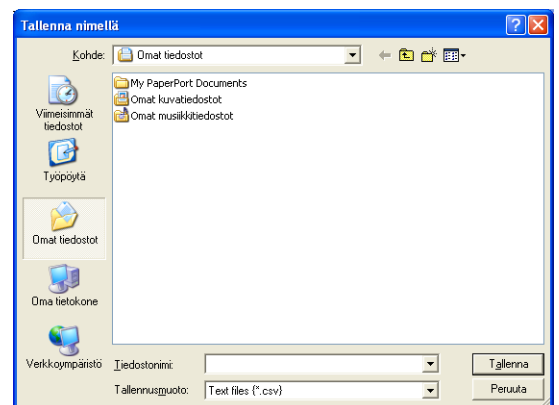 Tallenna nimellä
Kohde:
Omat tiedostot
My PaperPort Documents
Omat kuvatiedostot
Omat musiikkitiedostot
Viimeisimmät
tiedostot
Työpöytä
Omat tiedostot
Oma tietokone
Verkkoympäristö
Tiedostonimi:
Tallenna
Tallennusmuoto:
Text files {*.csv}
Peruuta